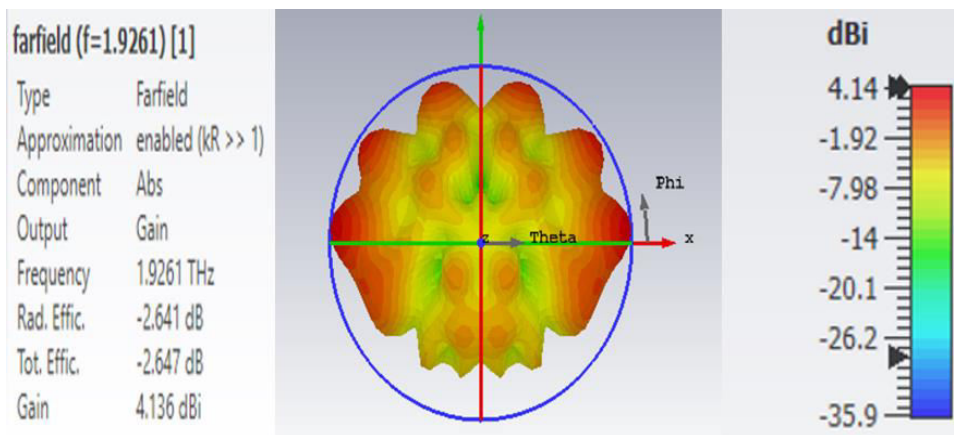 farfield (f=1.9261) [1]
Type Farfield
Approximation enabled (kR >> 1)
Component Abs
Output Gain
Frequency 1.9261 THz
Rad. Effic. -2.641 dB
Tot. Effic. -2.647 dB
Gain 4.136 dBi
Phi
z Theta x
dBi
4.14
-1.92
-7.98
-14
-20.1
-26.2
-35.9